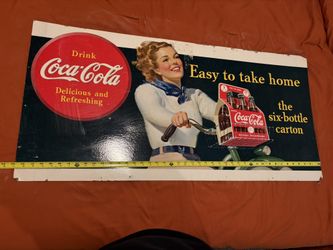 Drink
Coca-Cola
Delicious and
Refreshing
Easy to take home
the
six-bottle
carton
Coca-Cola